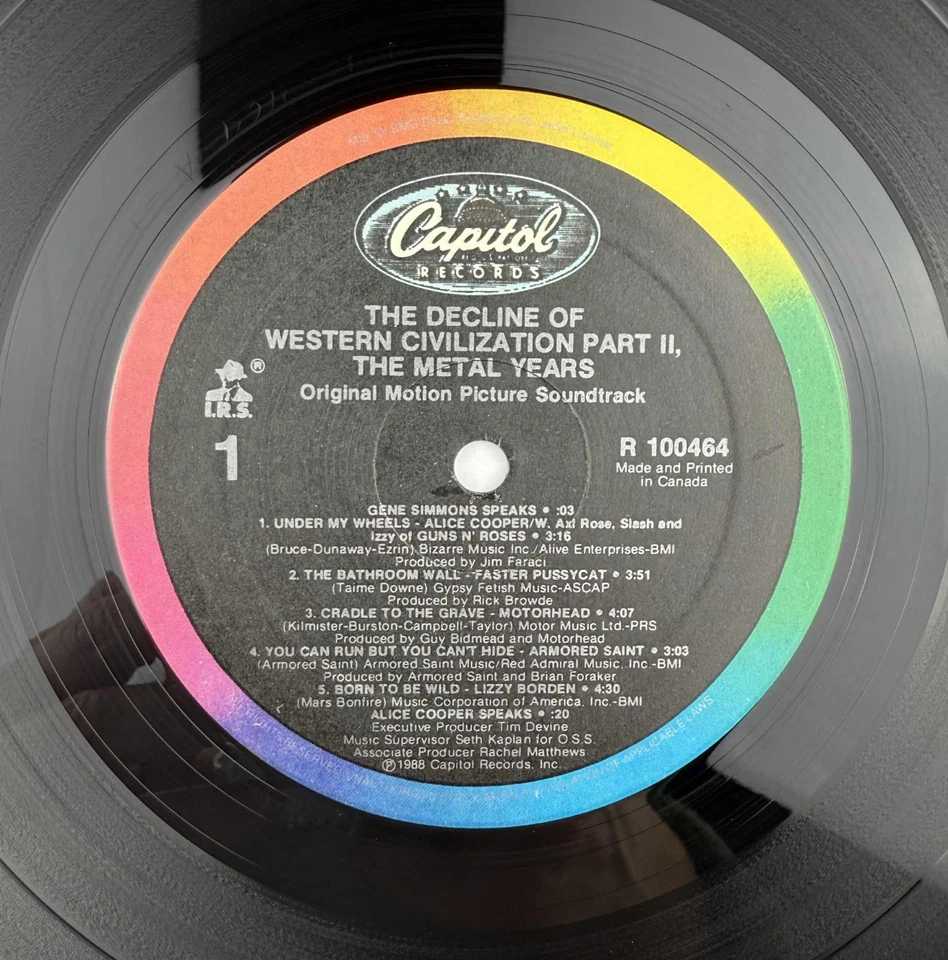 Capitol
RECORDS
THE DECLINE OF
WESTERN CIVILIZATION PART II,
THE METAL YEARS
Original Motion Picture Soundtrack
®
I.R.S.
1
R 100464
Made and Printed
in Canada
GENE SIMMONS SPEAKS • :03
1. UNDER MY WHEELS - ALICE COOPER/W. Axl Rose, Slash and
Izzy of GUNS N' ROSES • 3:16
(Bruce-Dunaway-Ezrin) Bizarre Music Inc./Alive Enterprises-BMI
Produced by Jim Faraci
2. THE BATHROOM WALL - FASTER PUSSYCAT • 3:51
(Taime Downe) Gypsy Fetish Music-ASCAP
Produced by Rick Browde
3. CRADLE TO THE GRAVE - MOTORHEAD • 4:07
(Kilmister-Burston-Campbell-Taylor) Motor Music Ltd.-PRS
Produced by Guy Bidmead and Motorhead
4. YOU CAN RUN BUT YOU CAN'T HIDE - ARMORED SAINT • 3:03
(Armored Saint) Armored Saint Music/Red Admiral Music, Inc.-BMI
Produced by Armored Saint and Brian Foraker
5. BORN TO BE WILD - LIZZY BORDEN • 4:30
(Mars Bonfire) Music Corporation of America, Inc.-BMI
ALICE COOPER SPEAKS • :20
Executive Producer Tim Devine
Music Supervisor Seth Kaplan for O.S.S.
Associate Producer Rachel Matthews
℗1988 Capitol Records, Inc.
OF APPLICABLE LAWS